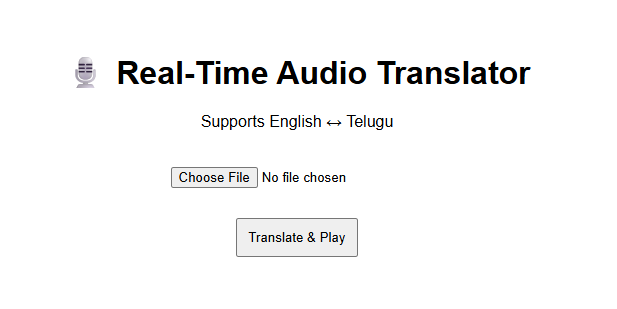 Real-Time Audio Translator
Supports English ↔ Telugu
Choose File No file chosen
Translate & Play